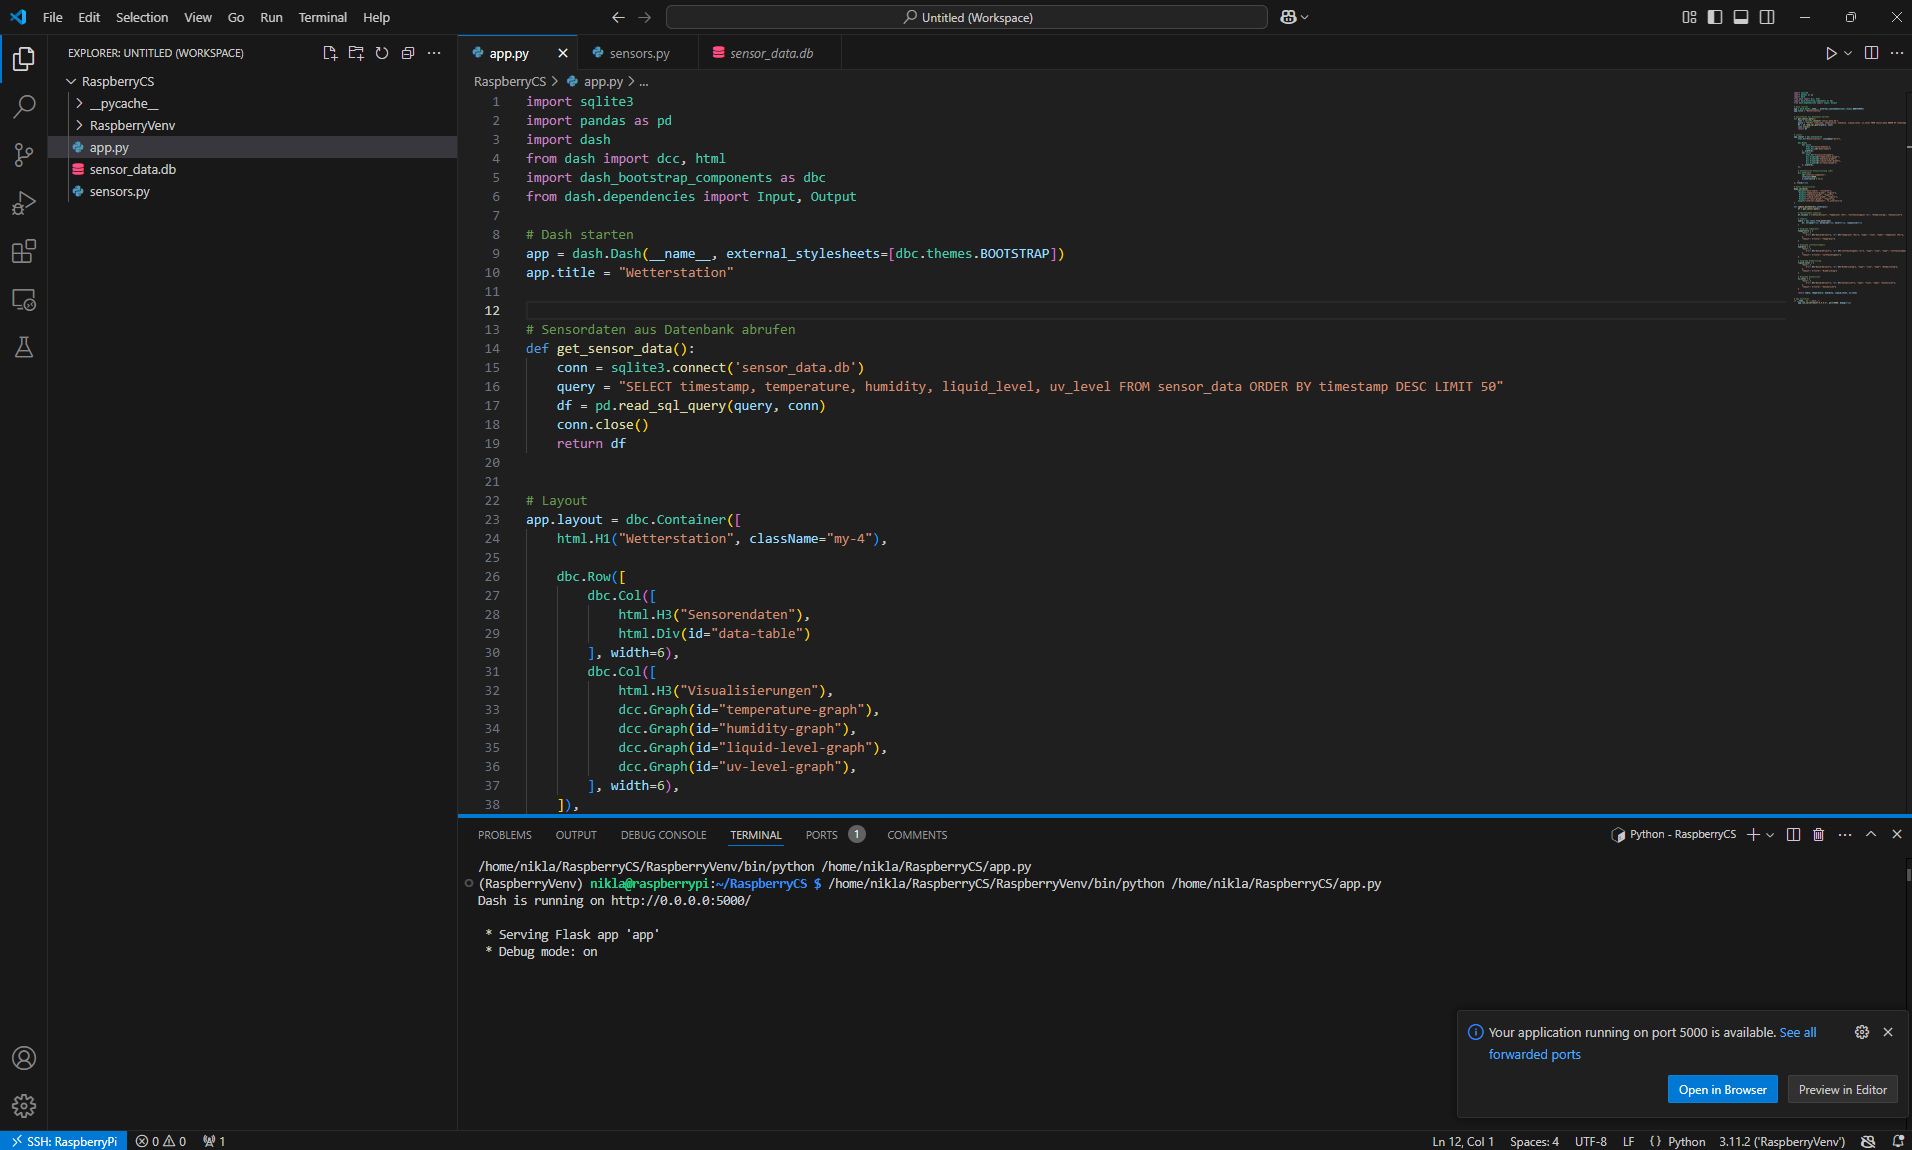 File Edit Selection View Go Run Terminal Help
Untitled (Workspace)
EXPLORER: UNTITLED (WORKSPACE)
RaspberryCS
__pycache__
RaspberryVenv
app.py
sensor_data.db
sensors.py
app.py sensors.py sensor_data.db
RaspberryCS > app.py > ...
1 import sqlite3
2 import pandas as pd
3 import dash
4 from dash import dcc, html
5 import dash_bootstrap_components as dbc
6 from dash.dependencies import Input, Output
7
8 # Dash starten
9 app = dash.Dash(__name__, external_stylesheets=[dbc.themes.BOOTSTRAP])
10 app.title = "Wetterstation"
11
12
13 # Sensordaten aus Datenbank abrufen
14 def get_sensor_data():
15 conn = sqlite3.connect('sensor_data.db')
16 query = "SELECT timestamp, temperature, humidity, liquid_level, uv_level FROM sensor_data ORDER BY timestamp DESC LIMIT 50"
17 df = pd.read_sql_query(query, conn)
18 conn.close()
19 return df
20
21
22 # Layout
23 app.layout = dbc.Container([
24 html.H1("Wetterstation", className="my-4"),
25
26 dbc.Row([
27 dbc.Col([
28 html.H3("Sensorendaten"),
29 html.Div(id="data-table")
30 ], width=6),
31 dbc.Col([
32 html.H3("Visualisierungen"),
33 dcc.Graph(id="temperature-graph"),
34 dcc.Graph(id="humidity-graph"),
35 dcc.Graph(id="liquid-level-graph"),
36 dcc.Graph(id="uv-level-graph"),
37 ], width=6),
38 ]),
PROBLEMS OUTPUT DEBUG CONSOLE TERMINAL PORTS 1 COMMENTS
Python - RaspberryCS
/home/nikla/RaspberryCS/RaspberryVenv/bin/python /home/nikla/RaspberryCS/app.py
(RaspberryVenv) nikla@raspberrypi:~/RaspberryCS $ /home/nikla/RaspberryCS/RaspberryVenv/bin/python /home/nikla/RaspberryCS/app.py
Dash is running on http://0.0.0.0:5000/
* Serving Flask app 'app'
* Debug mode: on
Your application running on port 5000 is available. See all
forwarded ports
Open in Browser Preview in Editor
SSH: RaspberryPi 0 0 1
Ln 12, Col 1 Spaces: 4 UTF-8 LF {} Python 3.11.2 ('RaspberryVenv')